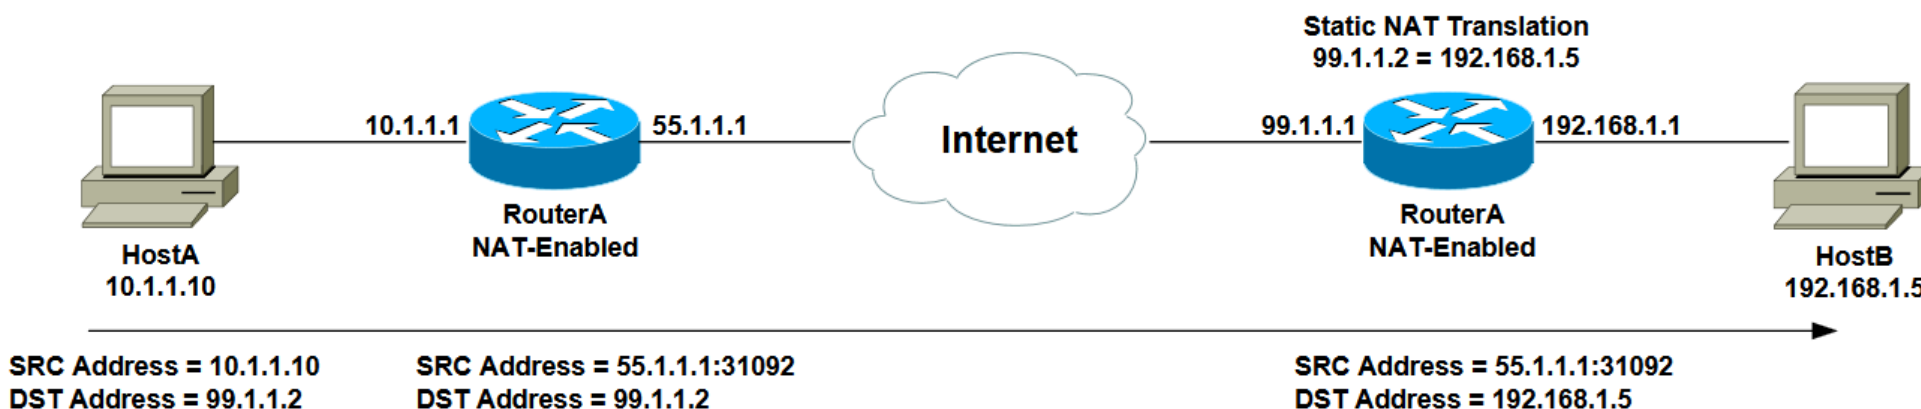 Static NAT Translation
99.1.1.2 = 192.168.1.5
10.1.1.1
55.1.1.1
Internet
99.1.1.1
192.168.1.1
RouterA
NAT-Enabled
RouterA
NAT-Enabled
HostA
10.1.1.10
HostB
192.168.1.5
SRC Address = 10.1.1.10
DST Address = 99.1.1.2
SRC Address = 55.1.1.1:31092
DST Address = 99.1.1.2
SRC Address = 55.1.1.1:31092
DST Address = 192.168.1.5